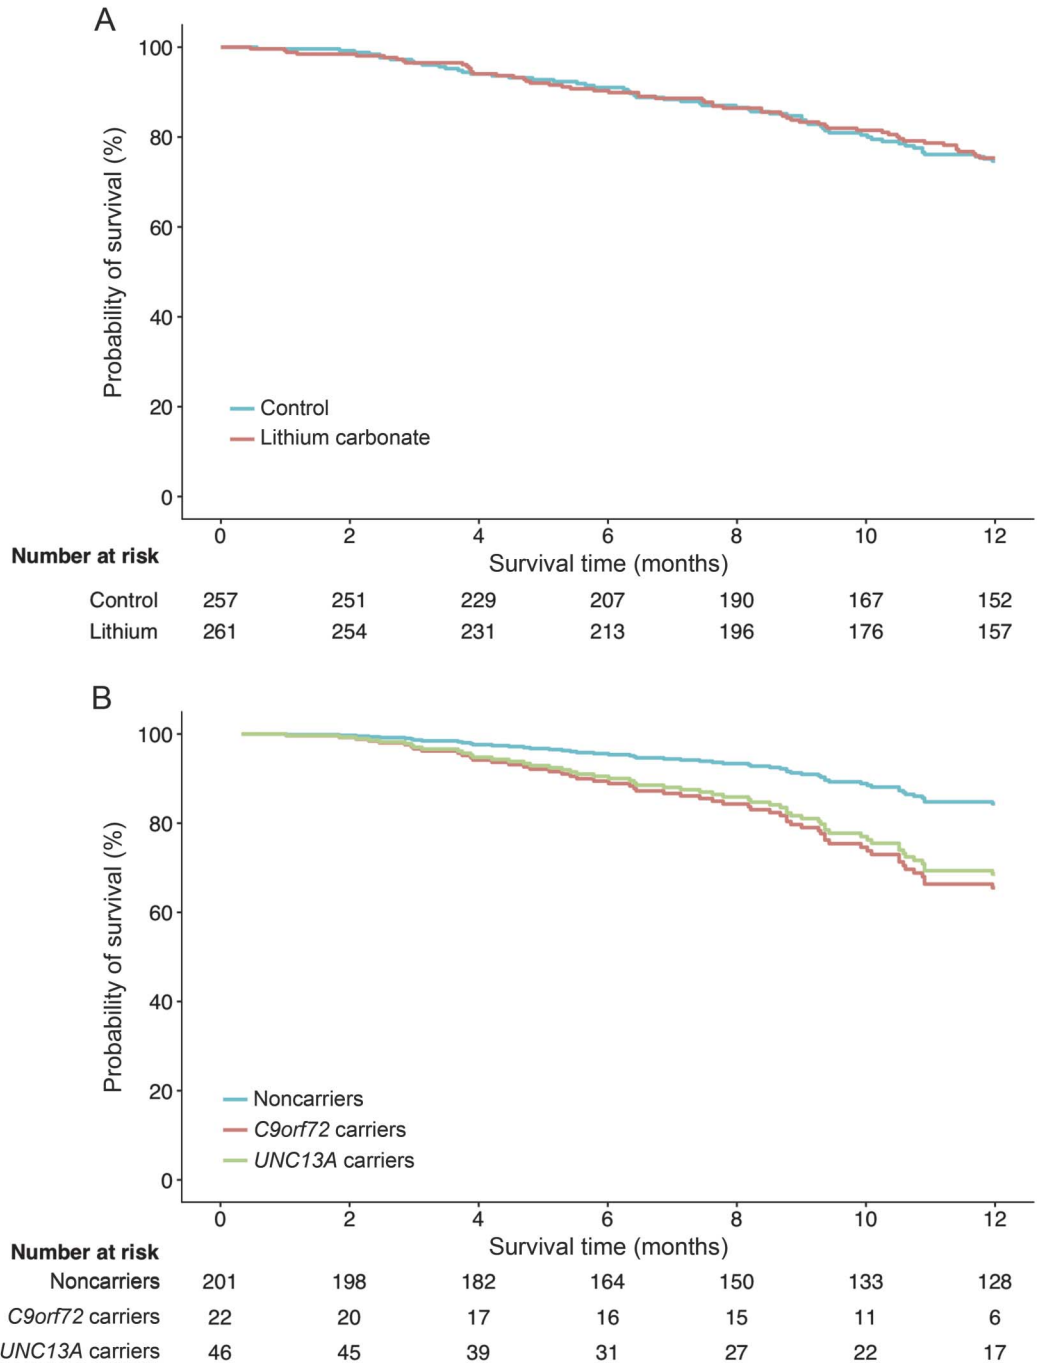 A
100
80
60
40
20
0
Probability of survival (%)
Control
Lithium carbonate
0 2 4 6 8 10 12
Survival time (months)
Number at risk
Control 257 251 229 207 190 167 152
Lithium 261 254 231 213 196 176 157
B
100
80
60
40
20
0
Probability of survival (%)
Noncarriers
C9orf72 carriers
UNC13A carriers
0 2 4 6 8 10 12
Survival time (months)
Number at risk
Noncarriers 201 198 182 164 150 133 128
C9orf72 carriers 22 20 17 16 15 11 6
UNC13A carriers 46 45 39 31 27 22 17